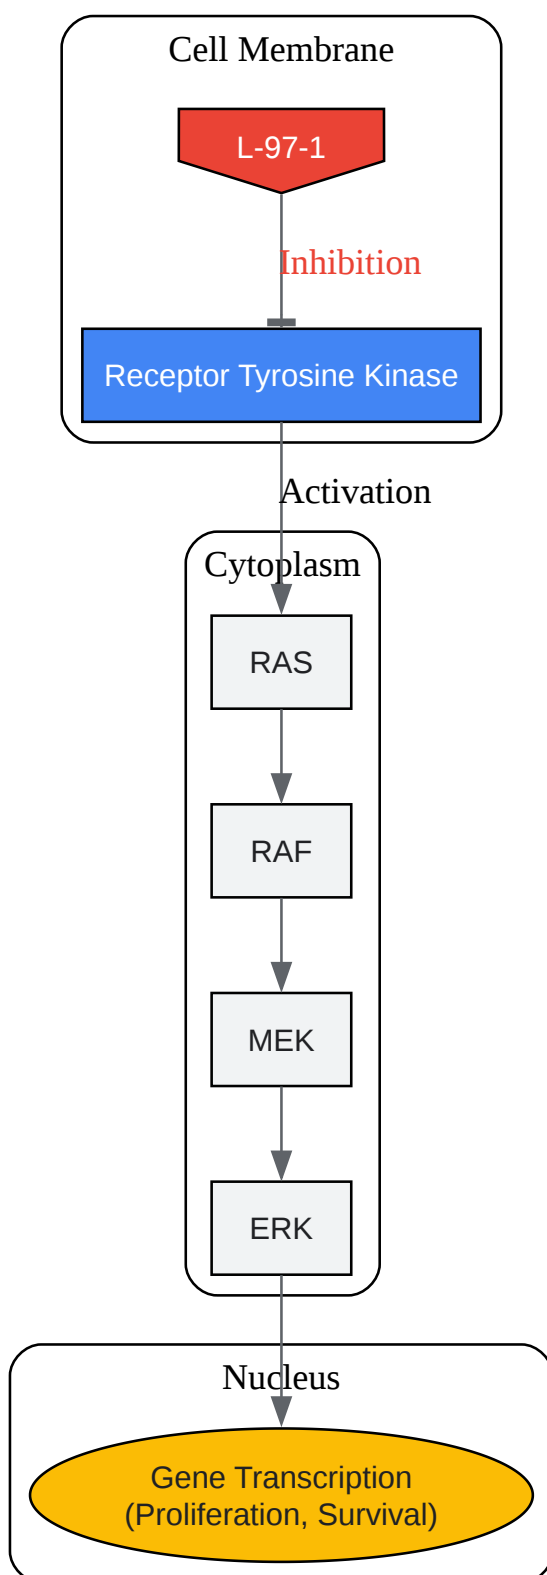 Cell Membrane
L-97-1
Inhibition
Receptor Tyrosine Kinase
Activation
Cytoplasm
RAS
RAF
MEK
ERK
Nucleus
Gene Transcription
(Proliferation, Survival)